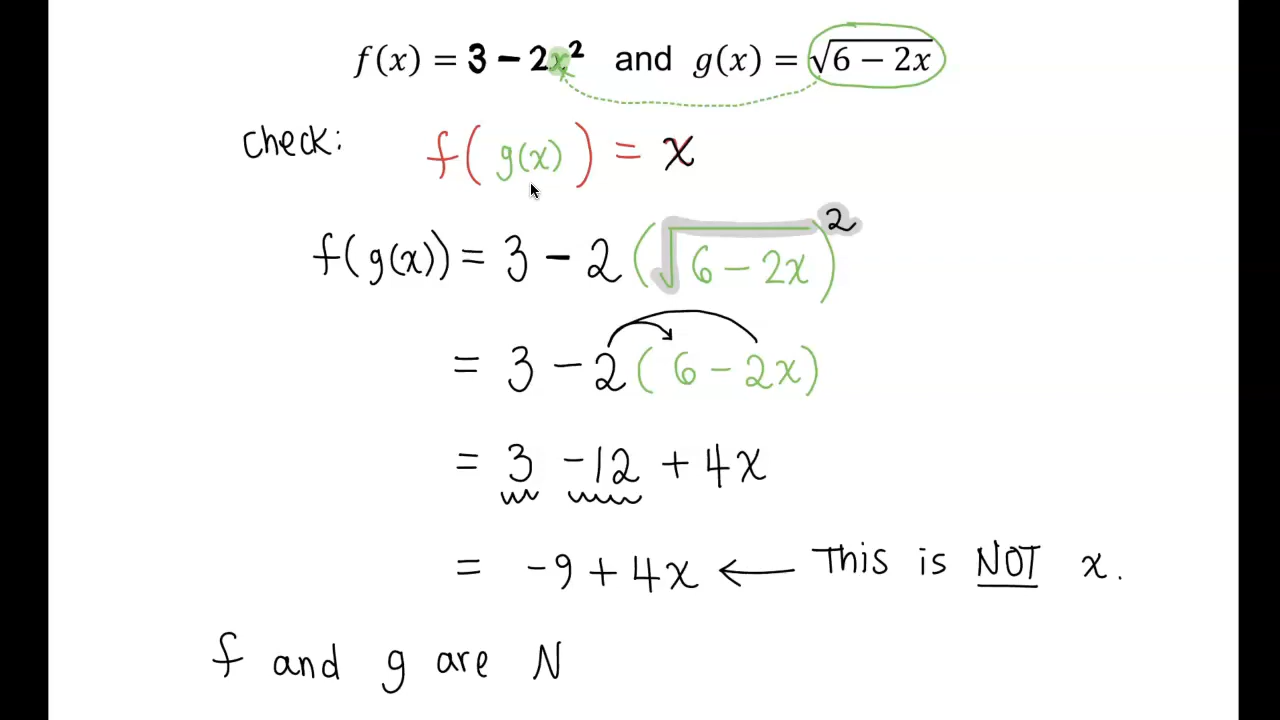 f(x) = 3 − 2x² and g(x) = √(6 − 2x)
Check: f(g(x)) = x
f(g(x)) = 3 − 2(√(6 − 2x))²
= 3 − 2(6 − 2x)
= 3 −12 + 4x
= −9 + 4x ← This is NOT x.
f and g are N